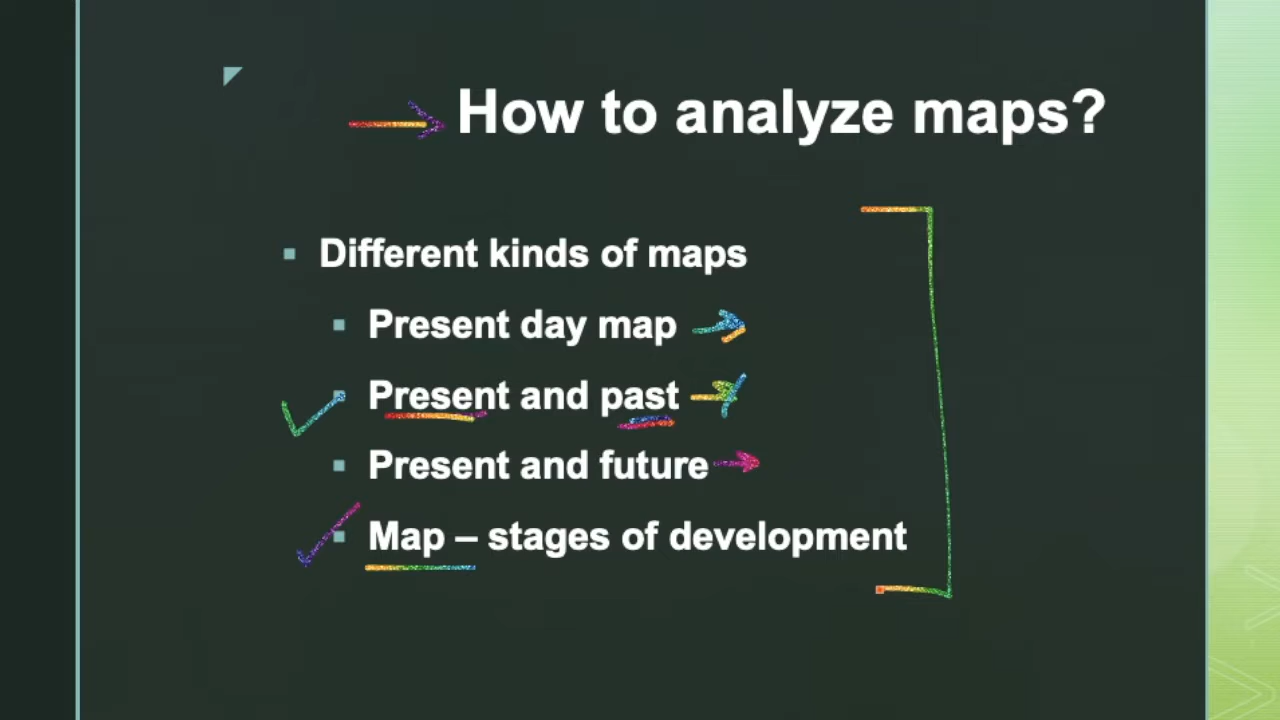 How to analyze maps?
Different kinds of maps
Present day map
Present and past
Present and future
Map – stages of development